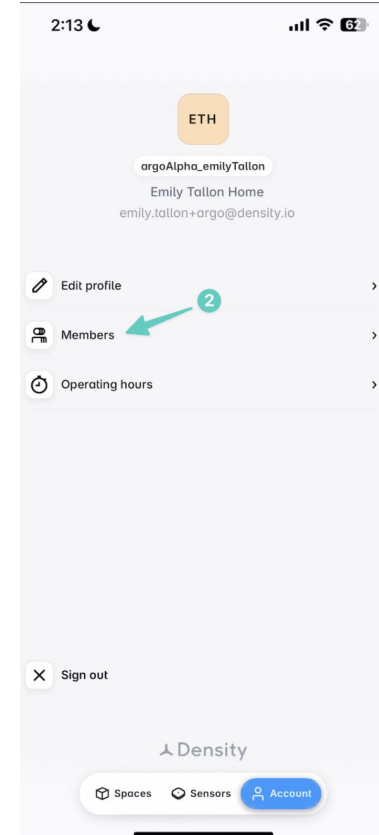 2:13
62
ETH
argoAlpha_emilyTallon
Emily Tallon Home
emily.tallon+argo@density.io
Edit profile
2
Members
Operating hours
Sign out
Density
Spaces Sensors Account